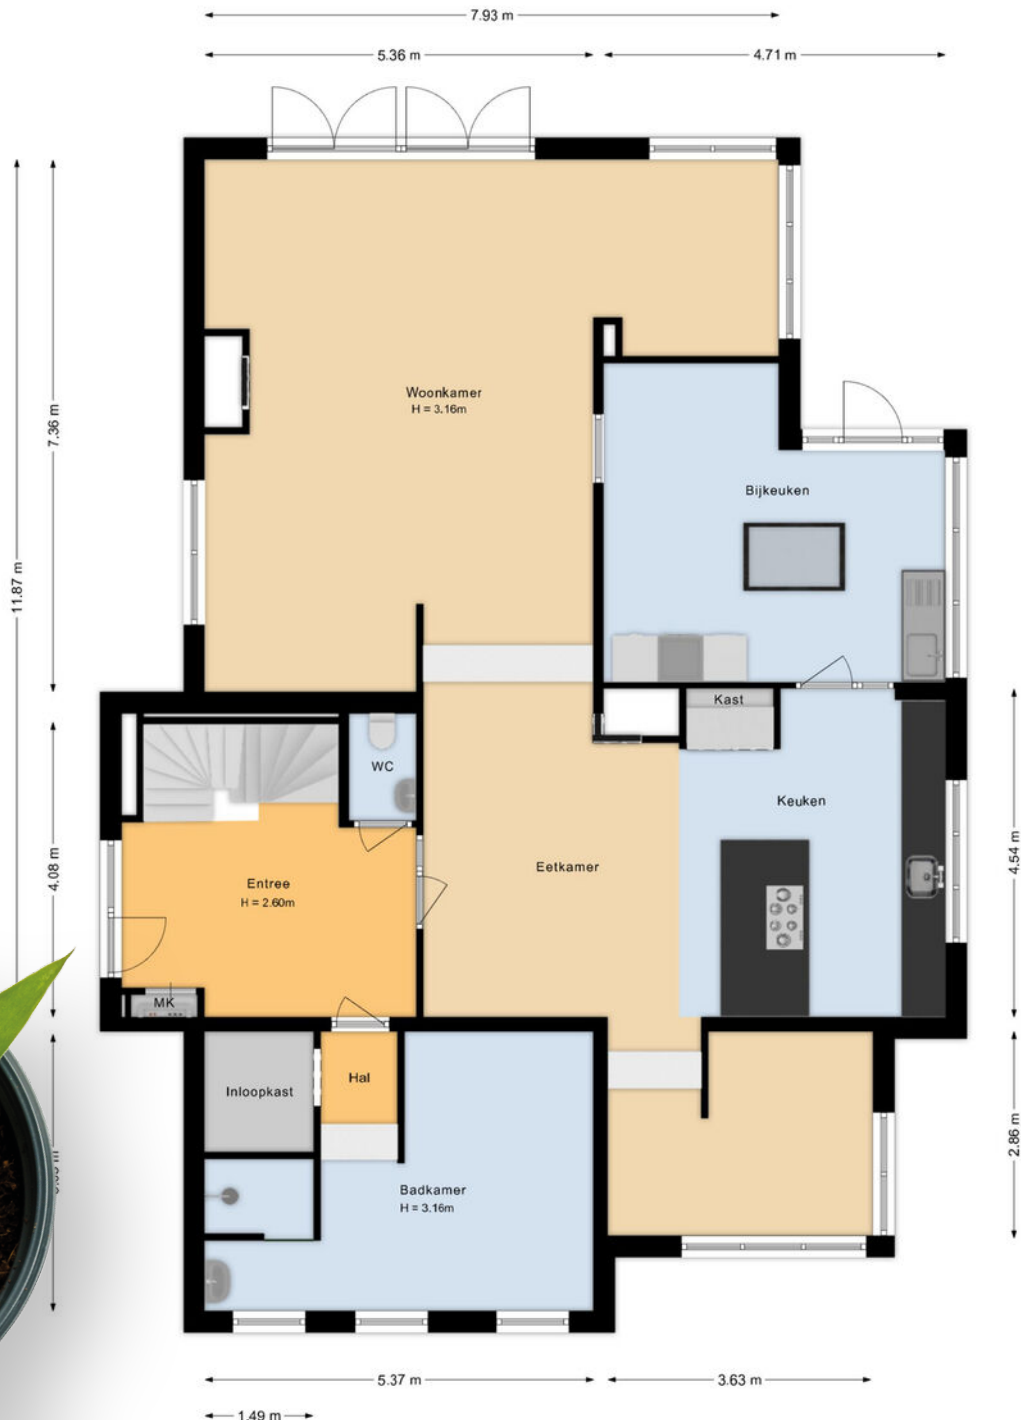 7.93 m
5.36 m
4.71 m
Woonkamer
H = 3.16m
7.36 m
Bijkeuken
11.87 m
Kast
WC
Keuken
4.08 m
4.54 m
Eetkamer
Entree
H = 2.60m
MK
Hal
Inloopkast
2.86 m
Badkamer
H = 3.16m
5.37 m
3.63 m
1.49 m